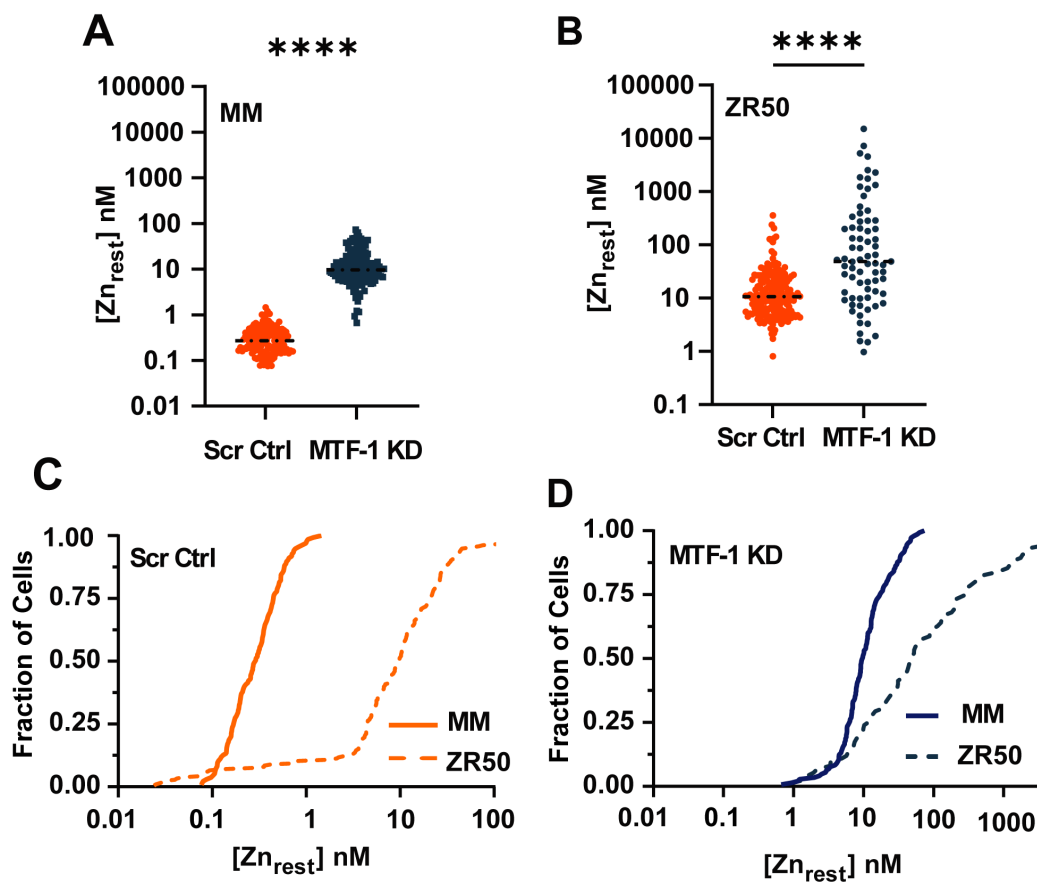 A
****
MM
[Zn_rest] nM
100000
10000
1000
100
10
1
0.1
0.01
Scr Ctrl MTF-1 KD
B
****
ZR50
[Zn_rest] nM
100000
10000
1000
100
10
1
0.1
Scr Ctrl MTF-1 KD
C
Scr Ctrl
Fraction of Cells
1.00
0.75
0.50
0.25
0.00
MM
ZR50
0.01 0.1 1 10 100
[Zn_rest] nM
D
MTF-1 KD
Fraction of Cells
1.00
0.75
0.50
0.25
0.00
MM
ZR50
0.01 0.1 1 10 100 1000
[Zn_rest] nM